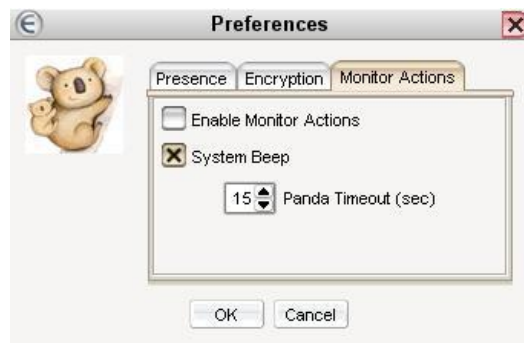 Preferences
Presence Encryption Monitor Actions
Enable Monitor Actions
System Beep
15 Panda Timeout (sec)
OK Cancel